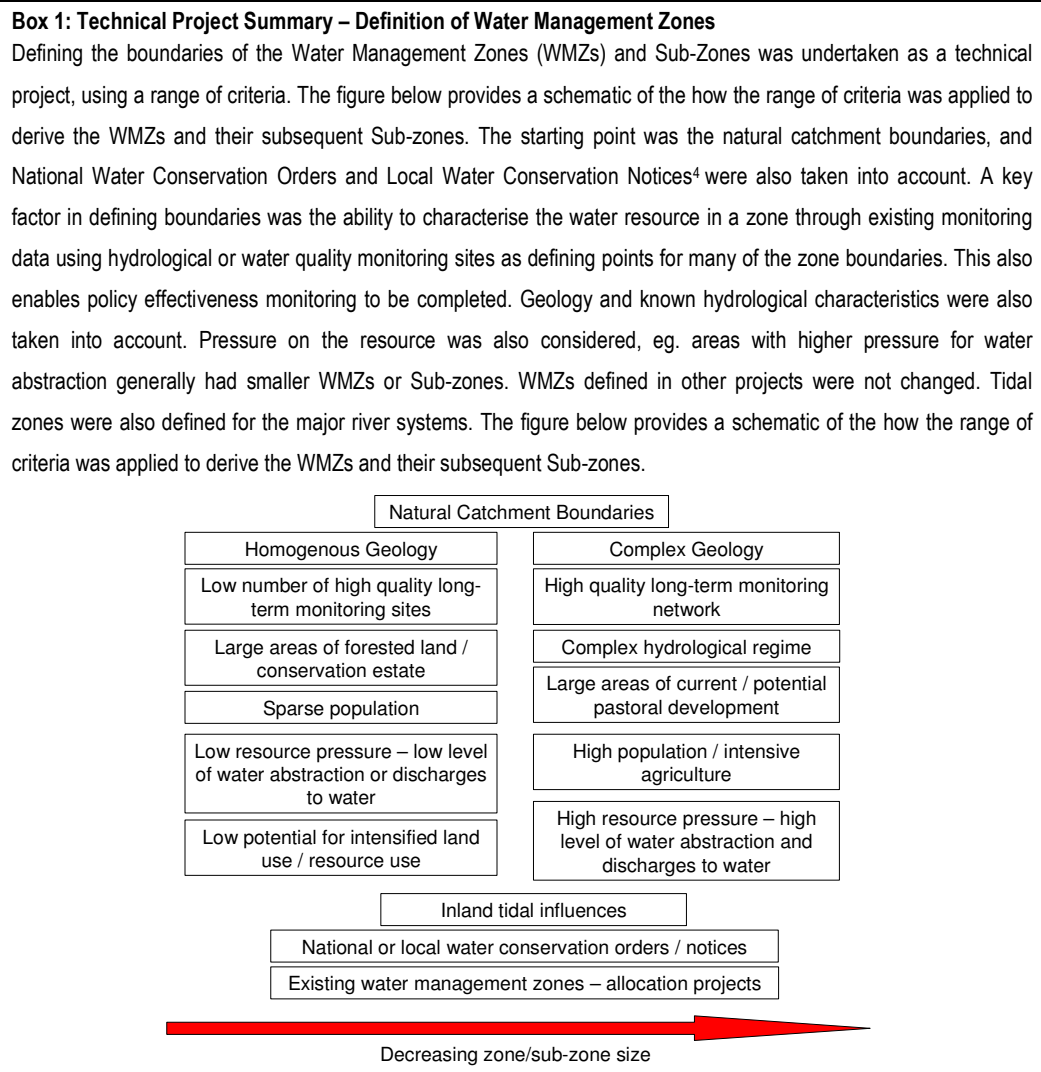 Box 1: Technical Project Summary – Definition of Water Management Zones
Defining the boundaries of the Water Management Zones (WMZs) and Sub-Zones was undertaken as a technical
project, using a range of criteria. The figure below provides a schematic of the how the range of criteria was applied to
derive the WMZs and their subsequent Sub-zones. The starting point was the natural catchment boundaries, and
National Water Conservation Orders and Local Water Conservation Notices4 were also taken into account. A key
factor in defining boundaries was the ability to characterise the water resource in a zone through existing monitoring
data using hydrological or water quality monitoring sites as defining points for many of the zone boundaries. This also
enables policy effectiveness monitoring to be completed. Geology and known hydrological characteristics were also
taken into account. Pressure on the resource was also considered, eg. areas with higher pressure for water
abstraction generally had smaller WMZs or Sub-zones. WMZs defined in other projects were not changed. Tidal
zones were also defined for the major river systems. The figure below provides a schematic of the how the range of
criteria was applied to derive the WMZs and their subsequent Sub-zones.
Natural Catchment Boundaries
Homogenous Geology
Low number of high quality long-
term monitoring sites
Large areas of forested land /
conservation estate
Sparse population
Low resource pressure – low level
of water abstraction or discharges
to water
Low potential for intensified land
use / resource use
Complex Geology
High quality long-term monitoring
network
Complex hydrological regime
Large areas of current / potential
pastoral development
High population / intensive
agriculture
High resource pressure – high
level of water abstraction and
discharges to water
Inland tidal influences
National or local water conservation orders / notices
Existing water management zones – allocation projects
Decreasing zone/sub-zone size